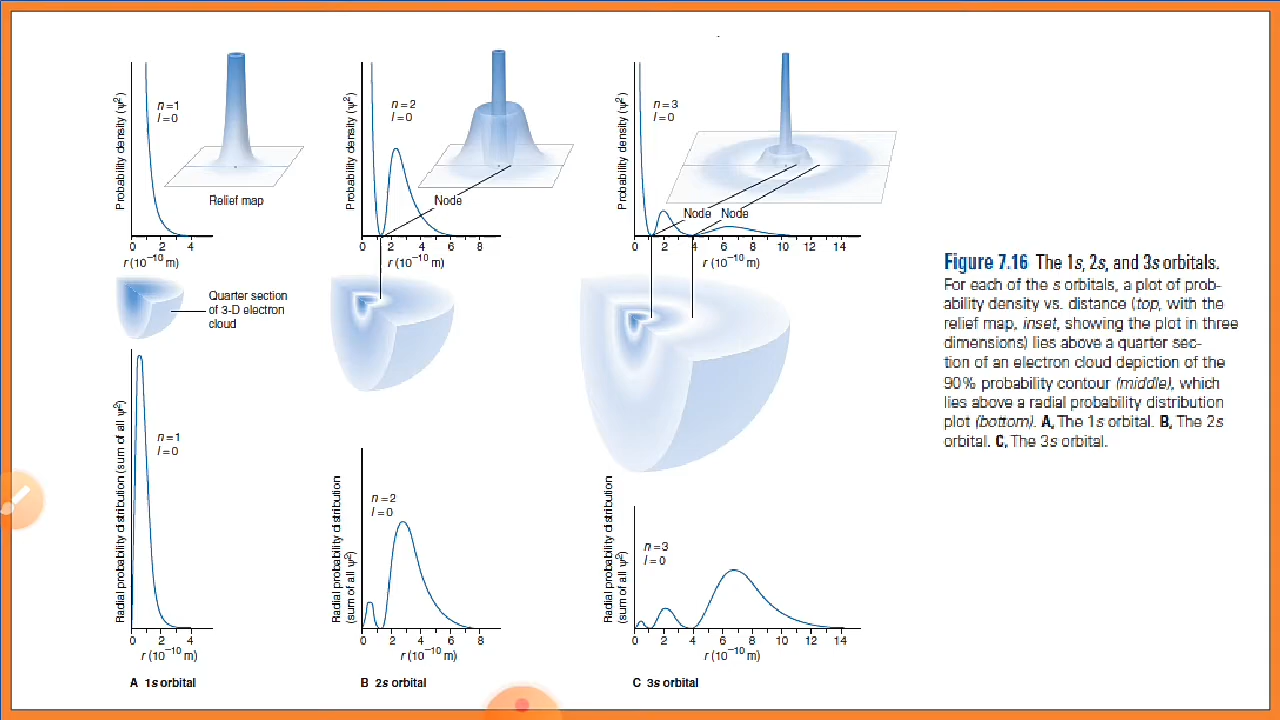 Probability density (ψ²)
n = 1
l = 0
Relief map
0 2 4
r (10⁻¹⁰ m)
Quarter section
of 3-D electron
cloud
Radial probability distribution (sum of all ψ²)
n = 1
l = 0
0 2 4
r (10⁻¹⁰ m)
A 1s orbital
Probability density (ψ²)
n = 2
l = 0
Node
0 2 4 6 8
r (10⁻¹⁰ m)
Radial probability distribution
(sum of all ψ²)
n = 2
l = 0
0 2 4 6 8
r (10⁻¹⁰ m)
B 2s orbital
Probability density (ψ²)
n = 3
l = 0
Node Node
0 2 4 6 8 10 12 14
r (10⁻¹⁰ m)
Radial probability distribution
(sum of all ψ²)
n = 3
l = 0
0 2 4 6 8 10 12 14
r (10⁻¹⁰ m)
C 3s orbital
Figure 7.16 The 1s, 2s, and 3s orbitals.
For each of the s orbitals, a plot of prob-
ability density vs. distance (top, with the
relief map, inset, showing the plot in three
dimensions) lies above a quarter sec-
tion of an electron cloud depiction of the
90% probability contour (middle), which
lies above a radial probability distribution
plot (bottom). A, The 1s orbital. B, The 2s
orbital. C, The 3s orbital.